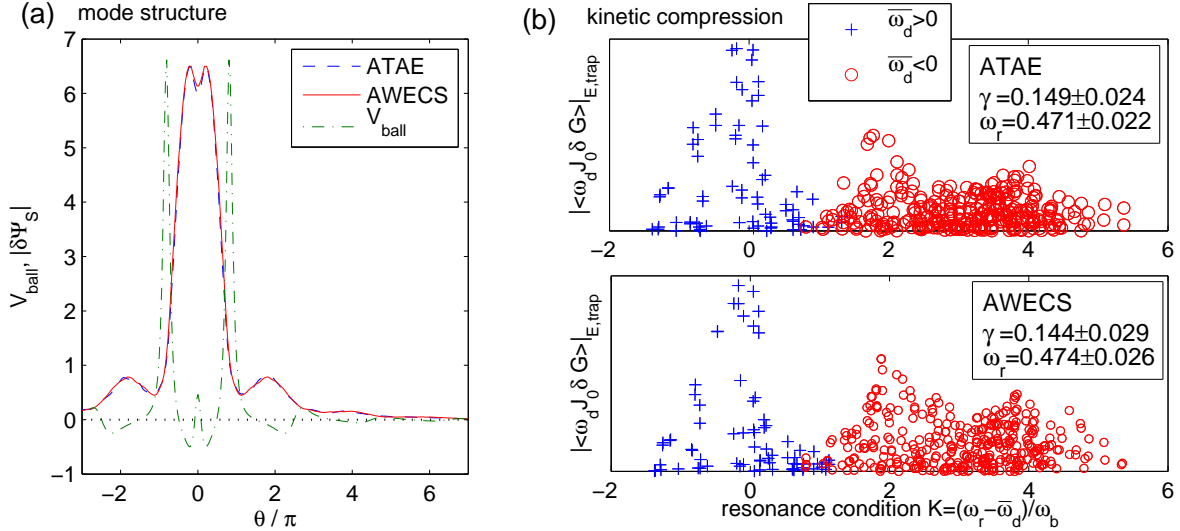 (a) mode structure
7
6
5
4
3
2
1
0
−1
V_ball, |δΨ_S|
ATAE
AWECS
V_ball
−2 0 2 4 6
θ / π
(b) kinetic compression
ω̄_d>0
ω̄_d<0
|<ω_d J_0 δ G>|_E,trap
ATAE
γ =0.149±0.024
ω_r=0.471±0.022
−2 0 2 4 6
|<ω_d J_0 δ G>|_E,trap
AWECS
γ =0.144±0.029
ω_r=0.474±0.026
−2 0 2 4 6
resonance condition K=(ω_r−ω̄_d)/ω_b